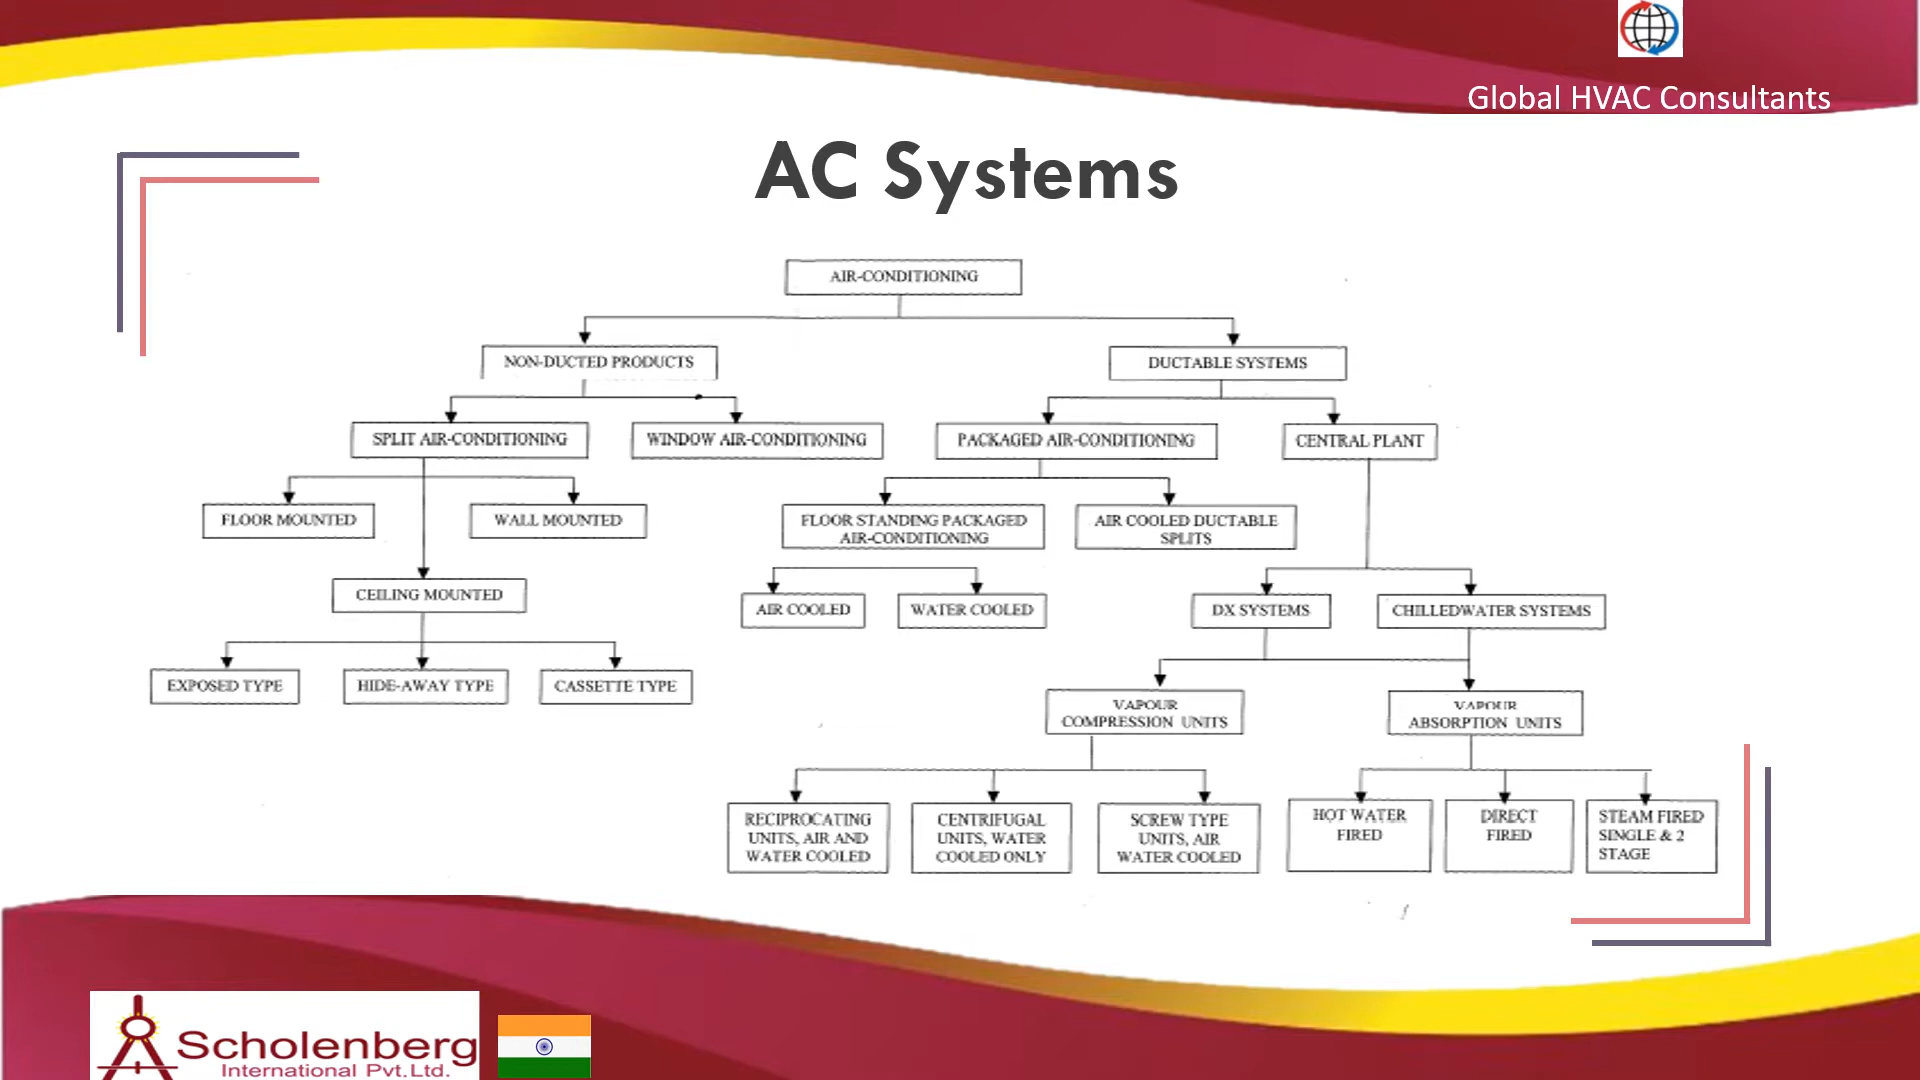 Global HVAC Consultants
AC Systems
AIR-CONDITIONING
NON-DUCTED PRODUCTS
DUCTABLE SYSTEMS
SPLIT AIR-CONDITIONING
WINDOW AIR-CONDITIONING
PACKAGED AIR-CONDITIONING
CENTRAL PLANT
FLOOR MOUNTED
WALL MOUNTED
FLOOR STANDING PACKAGED
AIR-CONDITIONING
AIR COOLED DUCTABLE
SPLITS
CEILING MOUNTED
AIR COOLED
WATER COOLED
DX SYSTEMS
CHILLEDWATER SYSTEMS
EXPOSED TYPE
HIDE-AWAY TYPE
CASSETTE TYPE
VAPOUR
COMPRESSION UNITS
VAPOUR
ABSORPTION UNITS
RECIPROCATING
UNITS, AIR AND
WATER COOLED
CENTRIFUGAL
UNITS, WATER
COOLED ONLY
SCREW TYPE
UNITS, AIR
WATER COOLED
HOT WATER
FIRED
DIRECT
FIRED
STEAM FIRED
SINGLE & 2
STAGE
Scholenberg
International Pvt.Ltd.